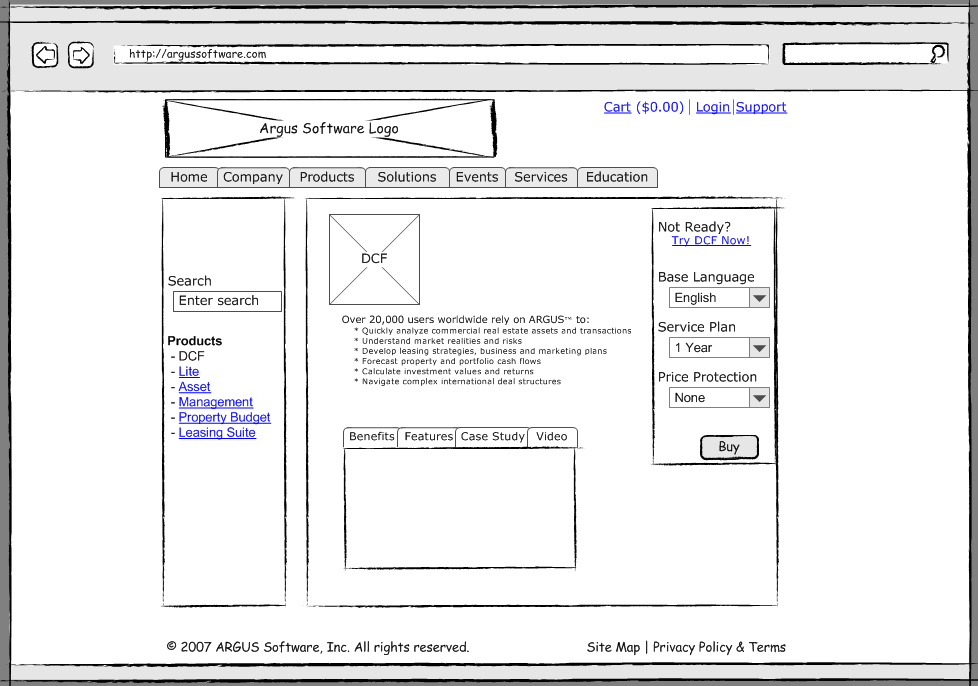 http://argussoftware.com
Argus Software Logo
Cart ($0.00) | Login | Support
Home Company Products Solutions Events Services Education
Search
Enter search
Products
- DCF
- Lite
- Asset
- Management
- Property Budget
- Leasing Suite
DCF
Over 20,000 users worldwide rely on ARGUS™ to:
* Quickly analyze commercial real estate assets and transactions
* Understand market realities and risks
* Develop leasing strategies, business and marketing plans
* Forecast property and portfolio cash flows
* Calculate investment values and returns
* Navigate complex international deal structures
Benefits Features Case Study Video
Not Ready?
Try DCF Now!
Base Language
English
Service Plan
1 Year
Price Protection
None
Buy
© 2007 ARGUS Software, Inc. All rights reserved.
Site Map | Privacy Policy & Terms